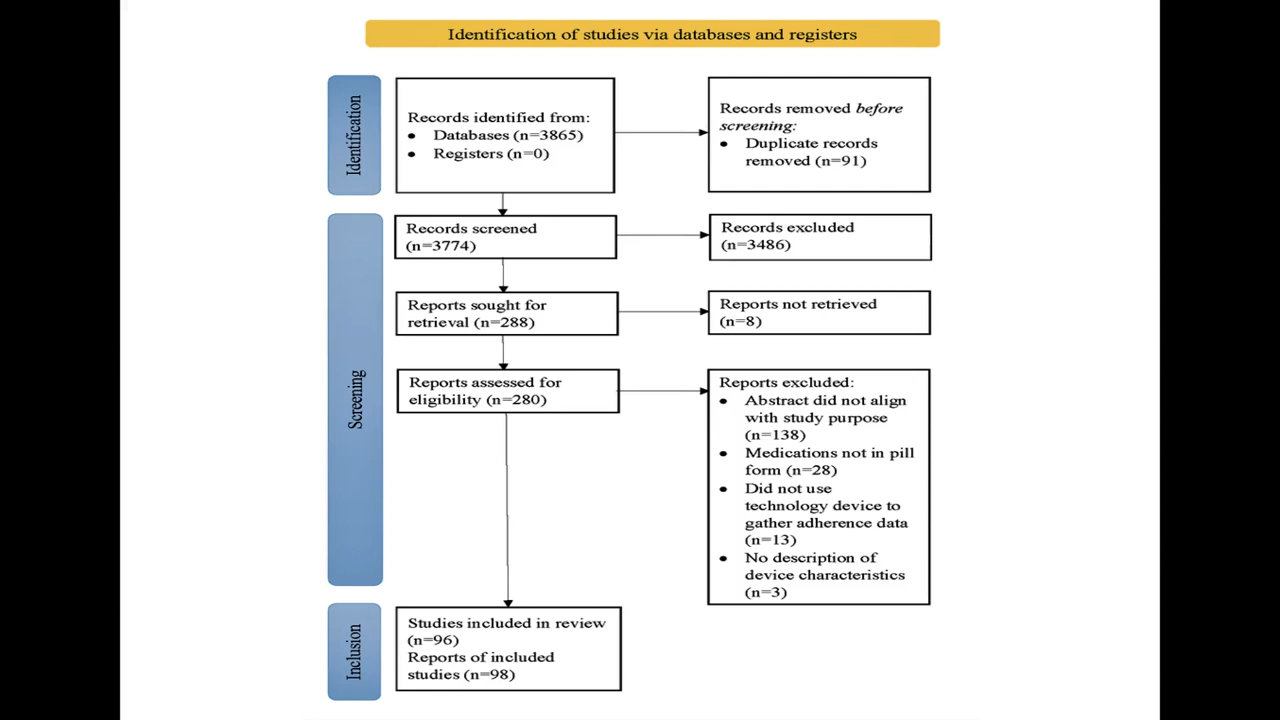 Identification of studies via databases and registers
Identification
Records identified from:
• Databases (n=3865)
• Registers (n=0)
Records removed before
screening:
• Duplicate records
removed (n=91)
Screening
Records screened
(n=3774)
Records excluded
(n=3486)
Reports sought for
retrieval (n=288)
Reports not retrieved
(n=8)
Reports assessed for
eligibility (n=280)
Reports excluded:
• Abstract did not align
with study purpose
(n=138)
• Medications not in pill
form (n=28)
• Did not use
technology device to
gather adherence data
(n=13)
• No description of
device characteristics
(n=3)
Inclusion
Studies included in review
(n=96)
Reports of included
studies (n=98)